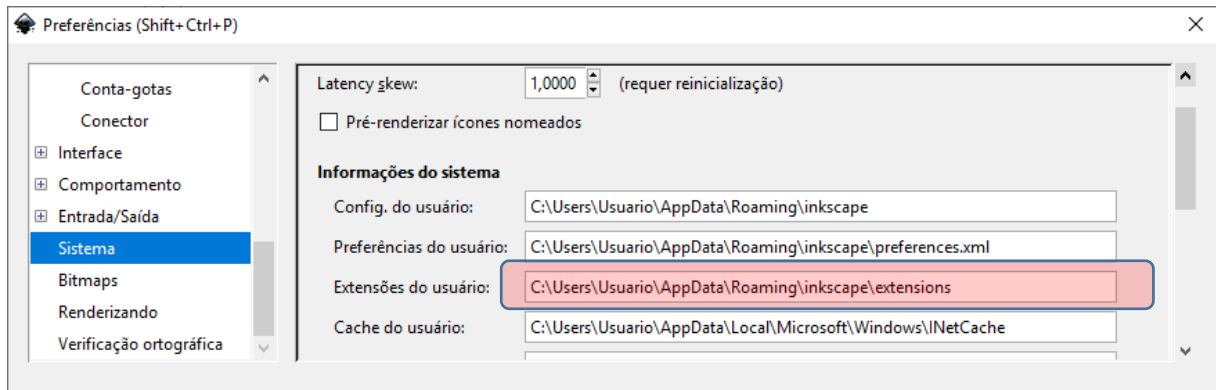 Preferências (Shift+Ctrl+P)
Conta-gotas
Conector
Interface
Comportamento
Entrada/Saída
Sistema
Bitmaps
Renderizando
Verificação ortográfica
Latency skew: 1,0000 (requer reinicialização)
Pré-renderizar ícones nomeados
Informações do sistema
Config. do usuário: C:\Users\Usuario\AppData\Roaming\inkscape
Preferências do usuário: C:\Users\Usuario\AppData\Roaming\inkscape\preferences.xml
Extensões do usuário: C:\Users\Usuario\AppData\Roaming\inkscape\extensions
Cache do usuário: C:\Users\Usuario\AppData\Local\Microsoft\Windows\INetCache